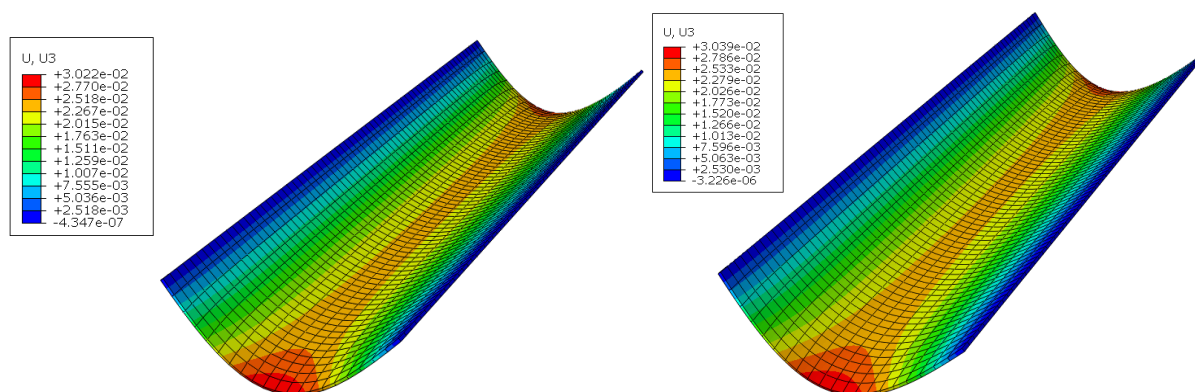 U, U3
+3.022e-02
+2.770e-02
+2.518e-02
+2.267e-02
+2.015e-02
+1.763e-02
+1.511e-02
+1.259e-02
+1.007e-02
+7.555e-03
+5.036e-03
+2.518e-03
-4.347e-07
U, U3
+3.039e-02
+2.786e-02
+2.533e-02
+2.279e-02
+2.026e-02
+1.773e-02
+1.520e-02
+1.266e-02
+1.013e-02
+7.596e-03
+5.063e-03
+2.530e-03
-3.226e-06